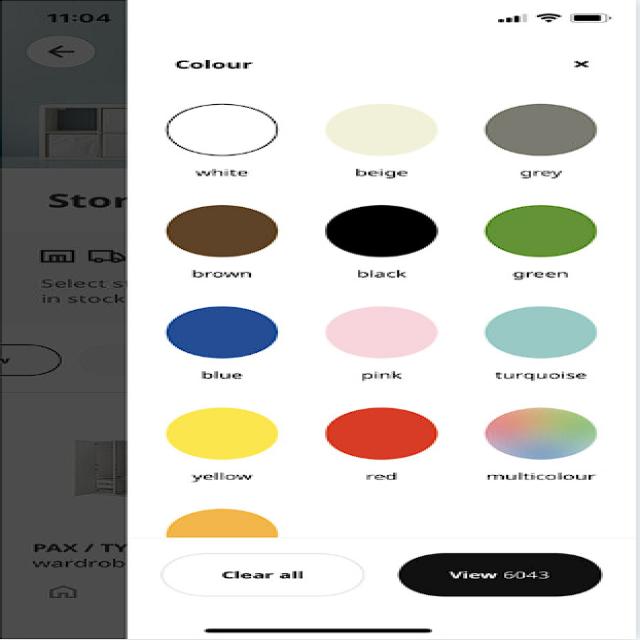 11:04
Colour
white beige grey
Stor
brown black green
Select s
in stock
blue pink turquoise
yellow red multicolour
PAX / TY
wardrob
Clear all View 6043